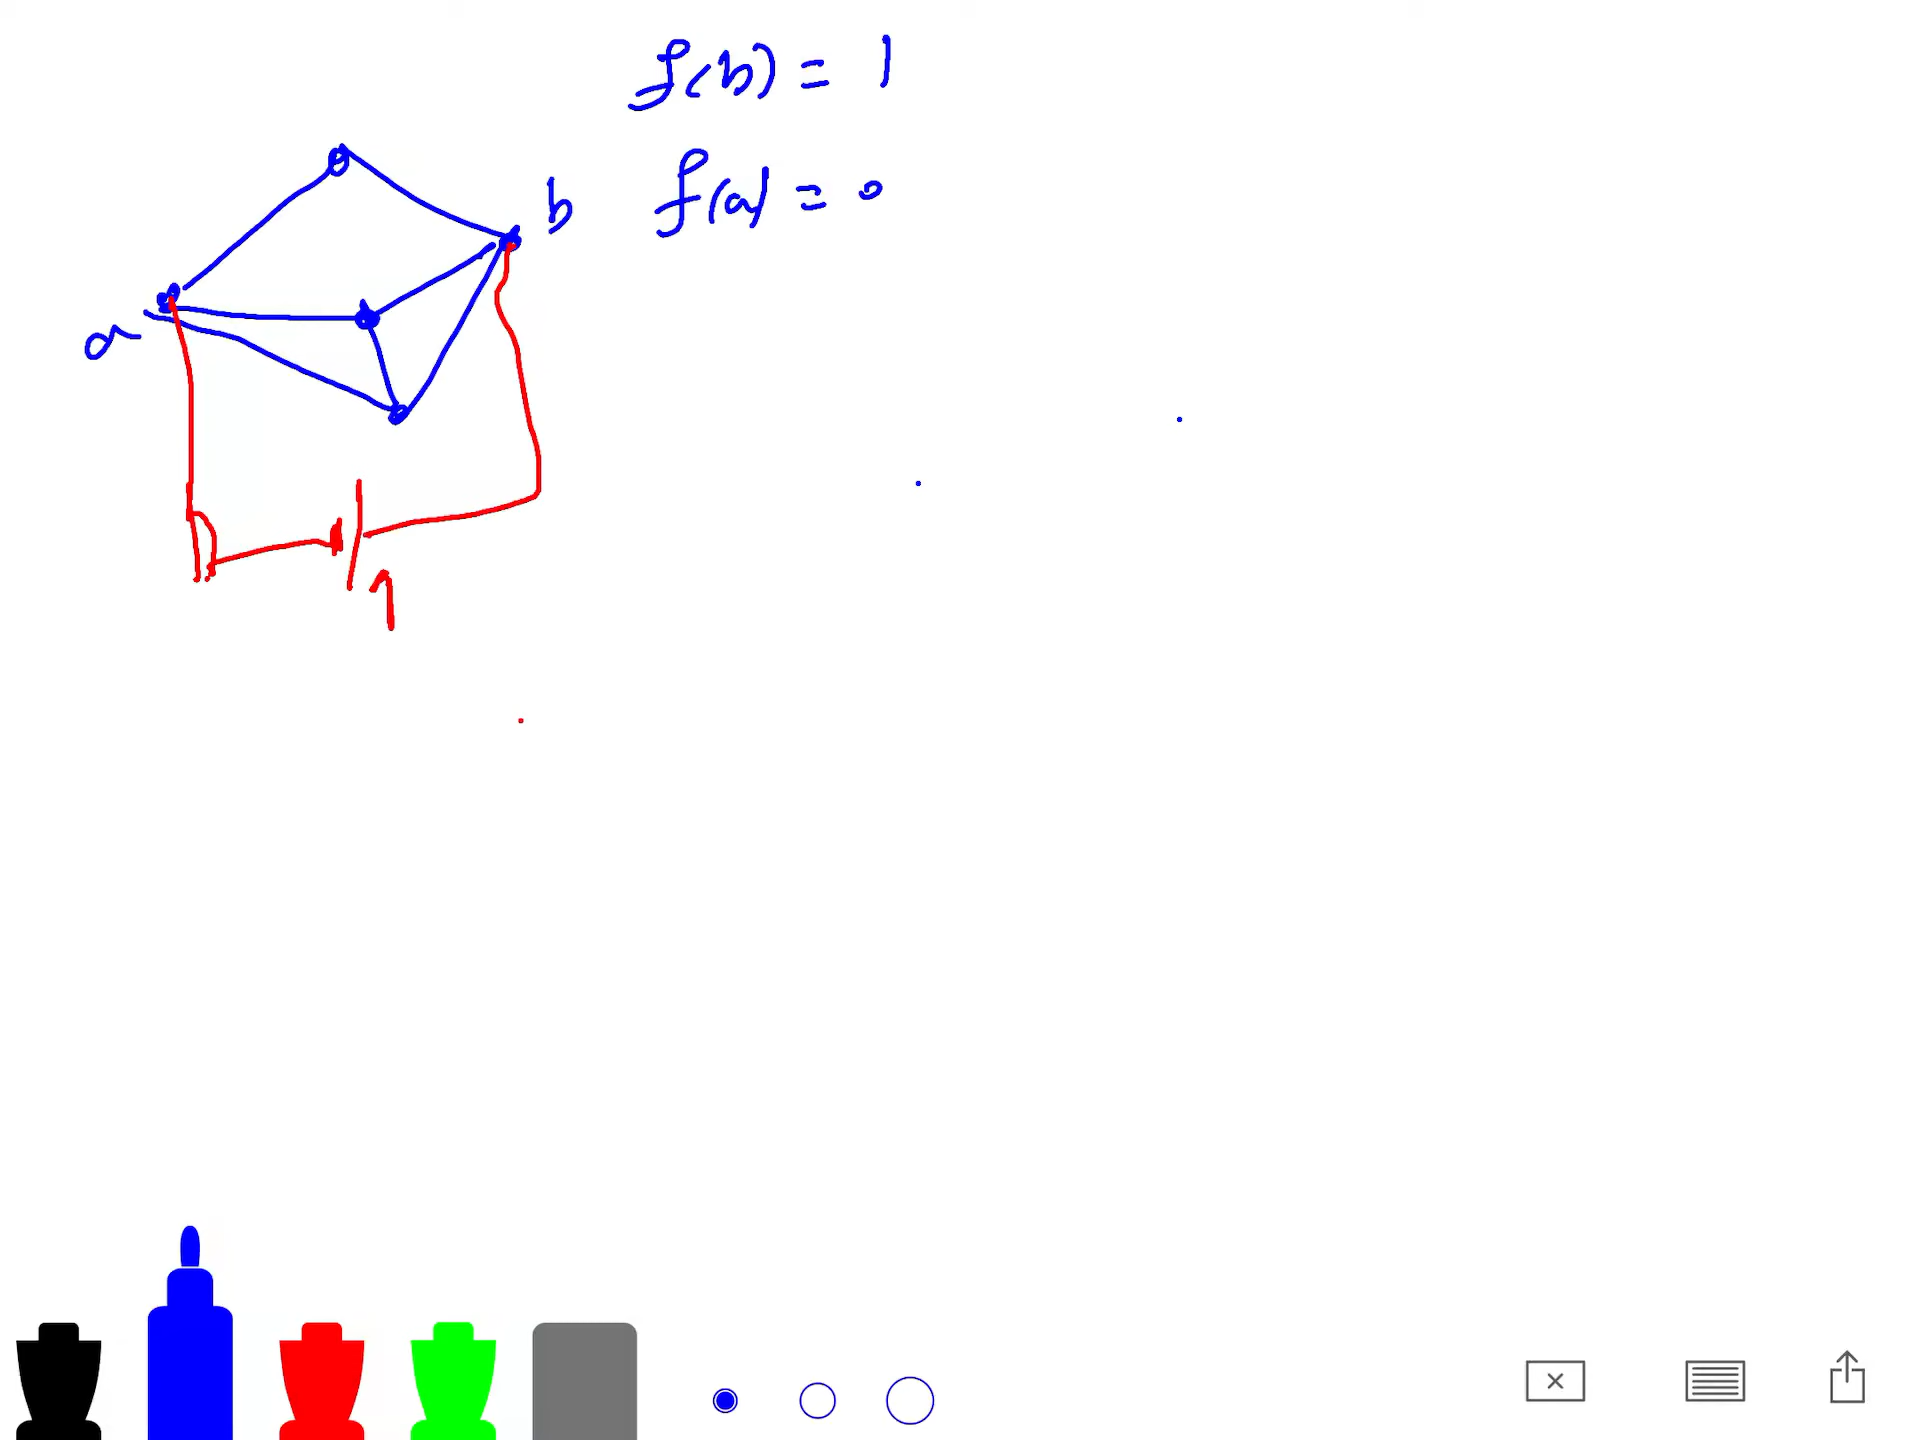 f(b) = 1
b
f(a) = 0
a
1